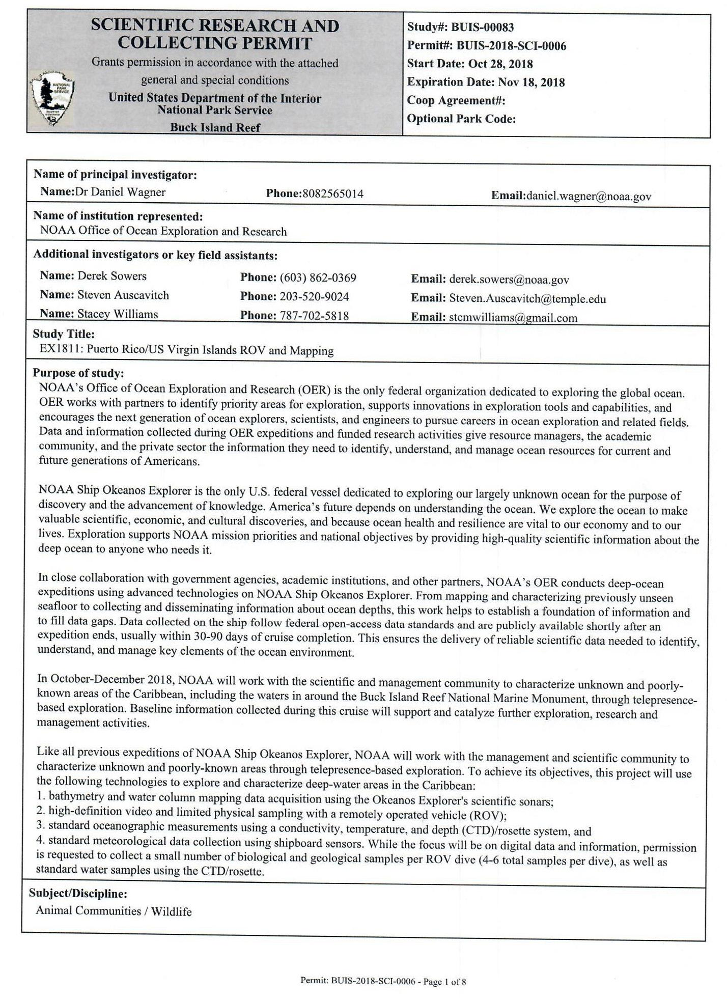 SCIENTIFIC RESEARCH AND
COLLECTING PERMIT
Grants permission in accordance with the attached
general and special conditions
United States Department of the Interior
National Park Service
Buck Island Reef
NATIONAL
PARK
SERVICE
Study#: BUIS-00083
Permit#: BUIS-2018-SCI-0006
Start Date: Oct 28, 2018
Expiration Date: Nov 18, 2018
Coop Agreement#:
Optional Park Code:
Name of principal investigator:
Name:Dr Daniel Wagner Phone:8082565014 Email:daniel.wagner@noaa.gov
Name of institution represented:
NOAA Office of Ocean Exploration and Research
Additional investigators or key field assistants:
Name: Derek Sowers Phone: (603) 862-0369 Email: derek.sowers@noaa.gov
Name: Steven Auscavitch Phone: 203-520-9024 Email: Steven.Auscavitch@temple.edu
Name: Stacey Williams Phone: 787-702-5818 Email: stcmwilliams@gmail.com
Study Title:
EX1811: Puerto Rico/US Virgin Islands ROV and Mapping
Purpose of study:
NOAA's Office of Ocean Exploration and Research (OER) is the only federal organization dedicated to exploring the global ocean.
OER works with partners to identify priority areas for exploration, supports innovations in exploration tools and capabilities, and
encourages the next generation of ocean explorers, scientists, and engineers to pursue careers in ocean exploration and related fields.
Data and information collected during OER expeditions and funded research activities give resource managers, the academic
community, and the private sector the information they need to identify, understand, and manage ocean resources for current and
future generations of Americans.
NOAA Ship Okeanos Explorer is the only U.S. federal vessel dedicated to exploring our largely unknown ocean for the purpose of
discovery and the advancement of knowledge. America's future depends on understanding the ocean. We explore the ocean to make
valuable scientific, economic, and cultural discoveries, and because ocean health and resilience are vital to our economy and to our
lives. Exploration supports NOAA mission priorities and national objectives by providing high-quality scientific information about the
deep ocean to anyone who needs it.
In close collaboration with government agencies, academic institutions, and other partners, NOAA's OER conducts deep-ocean
expeditions using advanced technologies on NOAA Ship Okeanos Explorer. From mapping and characterizing previously unseen
seafloor to collecting and disseminating information about ocean depths, this work helps to establish a foundation of information and
to fill data gaps. Data collected on the ship follow federal open-access data standards and are publicly available shortly after an
expedition ends, usually within 30-90 days of cruise completion. This ensures the delivery of reliable scientific data needed to identify,
understand, and manage key elements of the ocean environment.
In October-December 2018, NOAA will work with the scientific and management community to characterize unknown and poorly-
known areas of the Caribbean, including the waters in around the Buck Island Reef National Marine Monument, through telepresence-
based exploration. Baseline information collected during this cruise will support and catalyze further exploration, research and
management activities.
Like all previous expeditions of NOAA Ship Okeanos Explorer, NOAA will work with the management and scientific community to
characterize unknown and poorly-known areas through telepresence-based exploration. To achieve its objectives, this project will use
the following technologies to explore and characterize deep-water areas in the Caribbean:
1. bathymetry and water column mapping data acquisition using the Okeanos Explorer's scientific sonars;
2. high-definition video and limited physical sampling with a remotely operated vehicle (ROV);
3. standard oceanographic measurements using a conductivity, temperature, and depth (CTD)/rosette system, and
4. standard meteorological data collection using shipboard sensors. While the focus will be on digital data and information, permission
is requested to collect a small number of biological and geological samples per ROV dive (4-6 total samples per dive), as well as
standard water samples using the CTD/rosette.
Subject/Discipline:
Animal Communities / Wildlife
Permit: BUIS-2018-SCI-0006 - Page 1 of 8